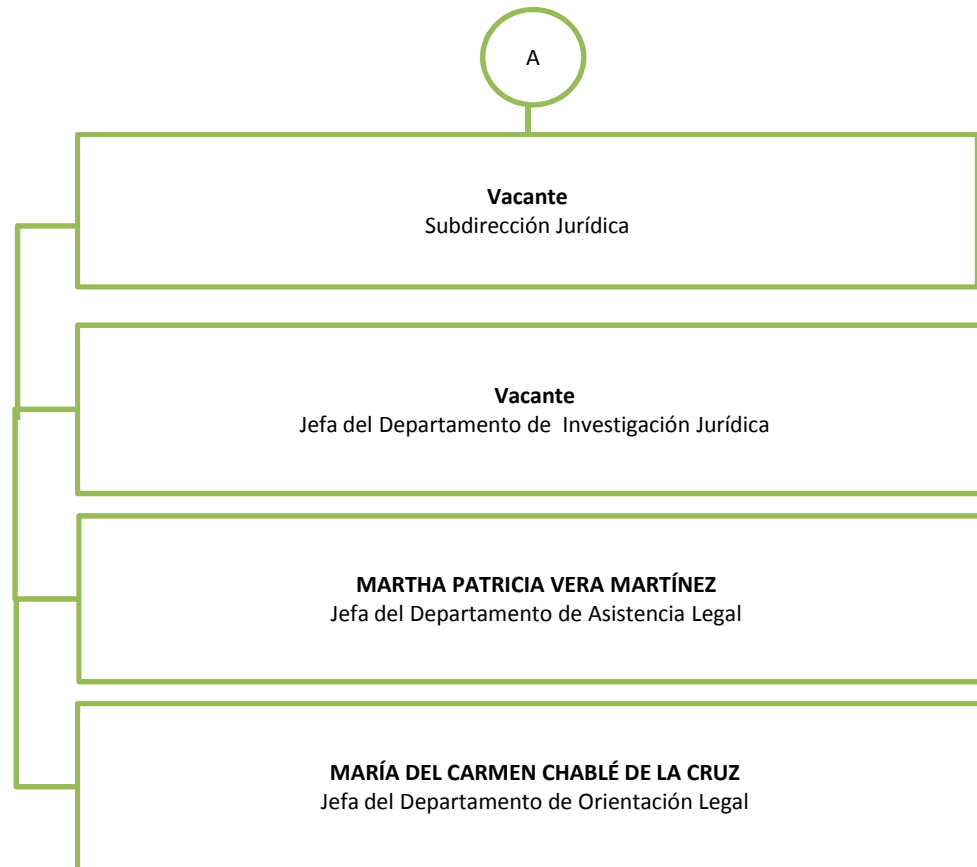 A
Vacante
Subdirección Jurídica
Vacante
Jefa del Departamento de  Investigación Jurídica
MARTHA PATRICIA VERA MARTÍNEZ
Jefa del Departamento de Asistencia Legal
MARÍA DEL CARMEN CHABLÉ DE LA CRUZ
Jefa del Departamento de Orientación Legal